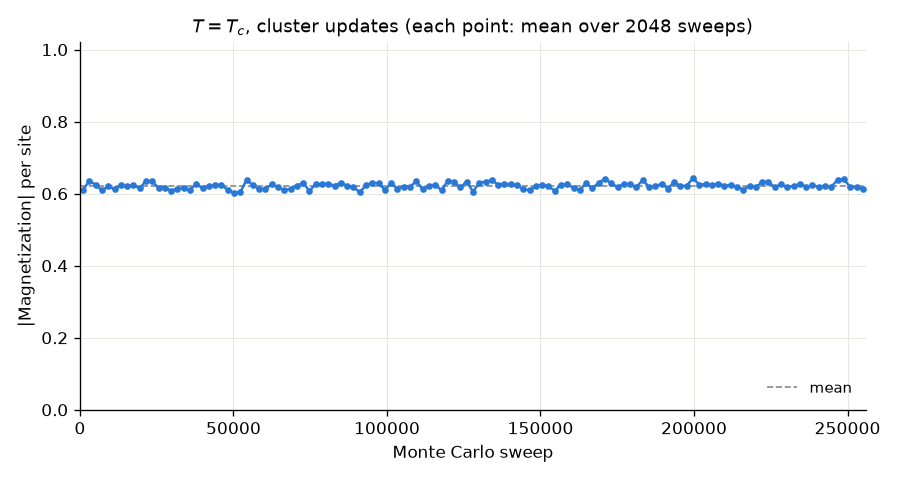 T = Tc, cluster updates (each point: mean over 2048 sweeps)
|Magnetization| per site
1.0
0.8
0.6
0.4
0.2
0.0
mean
0 50000 100000 150000 200000 250000
Monte Carlo sweep